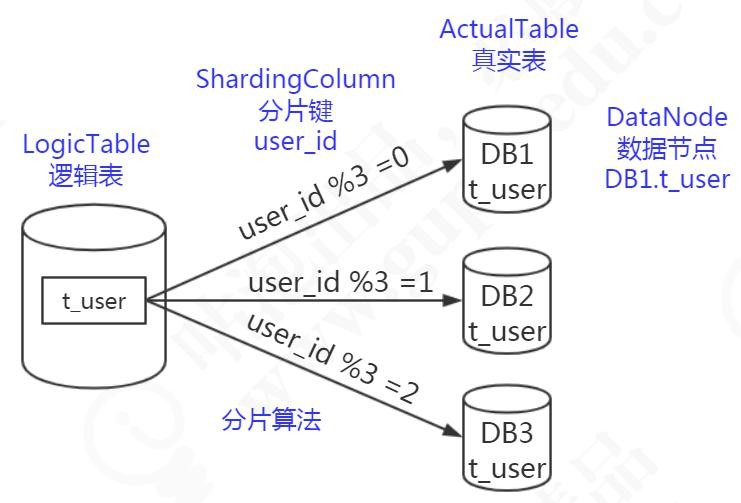 ActualTable
真实表
ShardingColumn
分片键
user_id
LogicTable
逻辑表
DataNode
数据节点
DB1.t_user
DB1
t_user
user_id %3 =0
t_user
user_id %3 =1
DB2
t_user
user_id %3 =2
分片算法
DB3
t_user